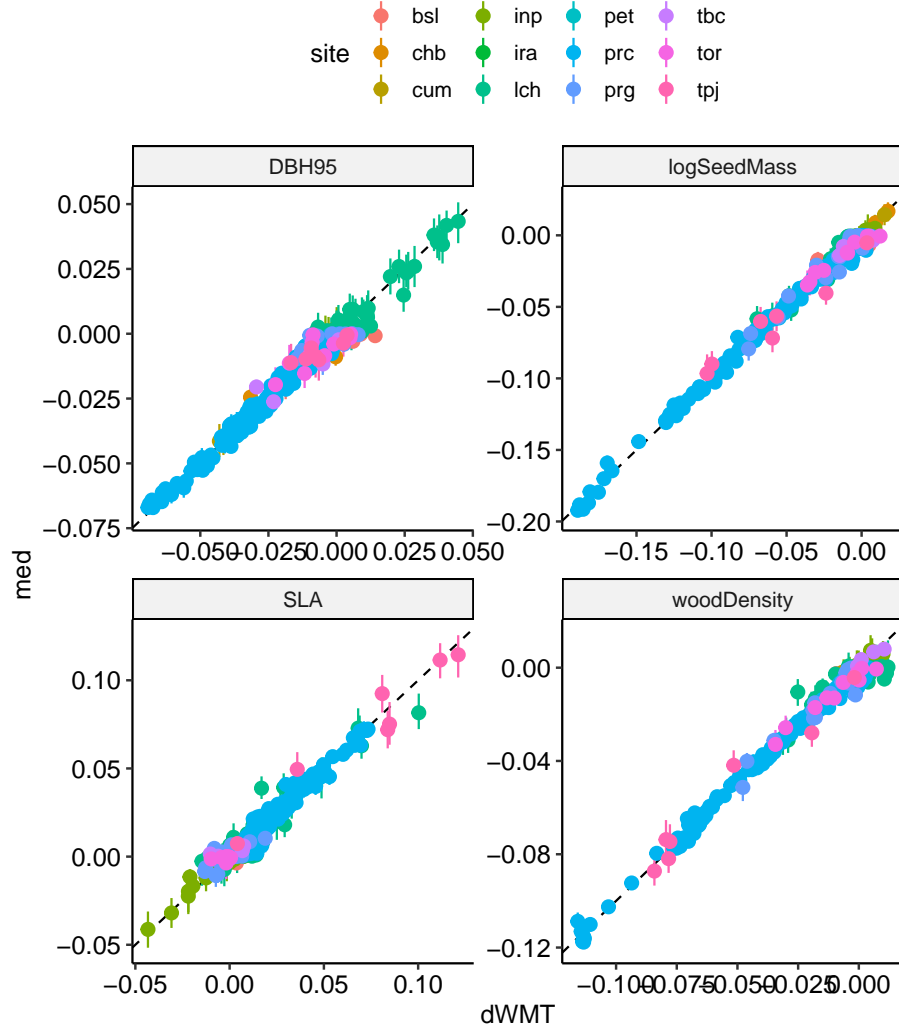 bsl inp pet tbc
site chb ira prc tor
cum lch prg tpj
DBH95 logSeedMass
0.050
0.025
0.000
−0.025
−0.050
−0.075
0.00
−0.05
−0.10
−0.15
−0.20
−0.050 −0.025 0.000 0.025 0.050
−0.15 −0.10 −0.05 0.00
med
SLA woodDensity
0.10
0.05
0.00
−0.05
0.00
−0.04
−0.08
−0.12
−0.05 0.00 0.05 0.10
−0.100 −0.075 −0.050 −0.025 0.000
dWMT